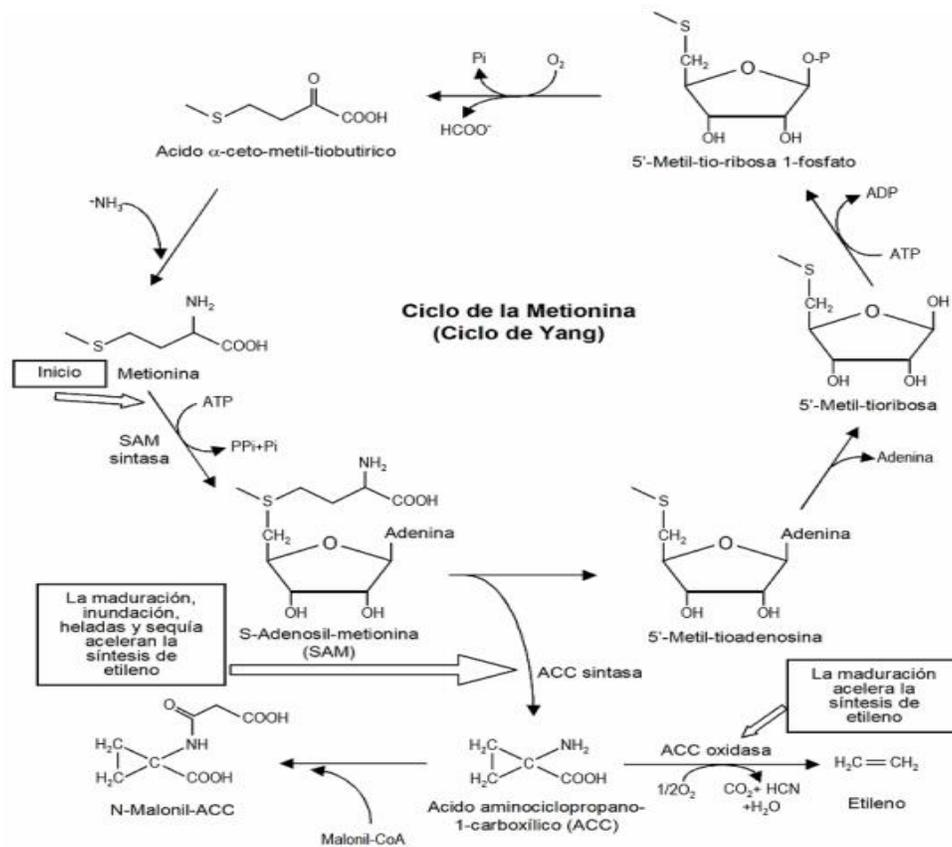 S
CH₂
O
O-P
OH
OH
5'-Metil-tio-ribosa 1-fosfato
Pi
O₂
HCOO⁻
O
S
COOH
Acido α-ceto-metil-tiobutirico
⁻NH₃
ADP
ATP
S
CH₂
O
OH
OH
OH
5'-Metil-tioribosa
Ciclo de la Metionina
(Ciclo de Yang)
NH₂
S
COOH
Inicio
Metionina
ATP
PPi+Pi
SAM
sintasa
Adenina
NH₂
S
COOH
CH₂
O
Adenina
OH
OH
S-Adenosil-metionina
(SAM)
S
CH₂
O
Adenina
OH
OH
5'-Metil-tioadenosina
La maduración,
inundación,
heladas y sequía
aceleran la
síntesis de
etileno
ACC sintasa
La maduración
acelera la
síntesis de
etileno
O
COOH
NH
H₂C
C
H₂C
COOH
N-Malonil-ACC
Malonil-CoA
H₂C
NH₂
C
H₂C
COOH
Acido aminociclopropano-
1-carboxílico (ACC)
ACC oxidasa
1/2O₂
CO₂+ HCN
+H₂O
H₂C=CH₂
Etileno